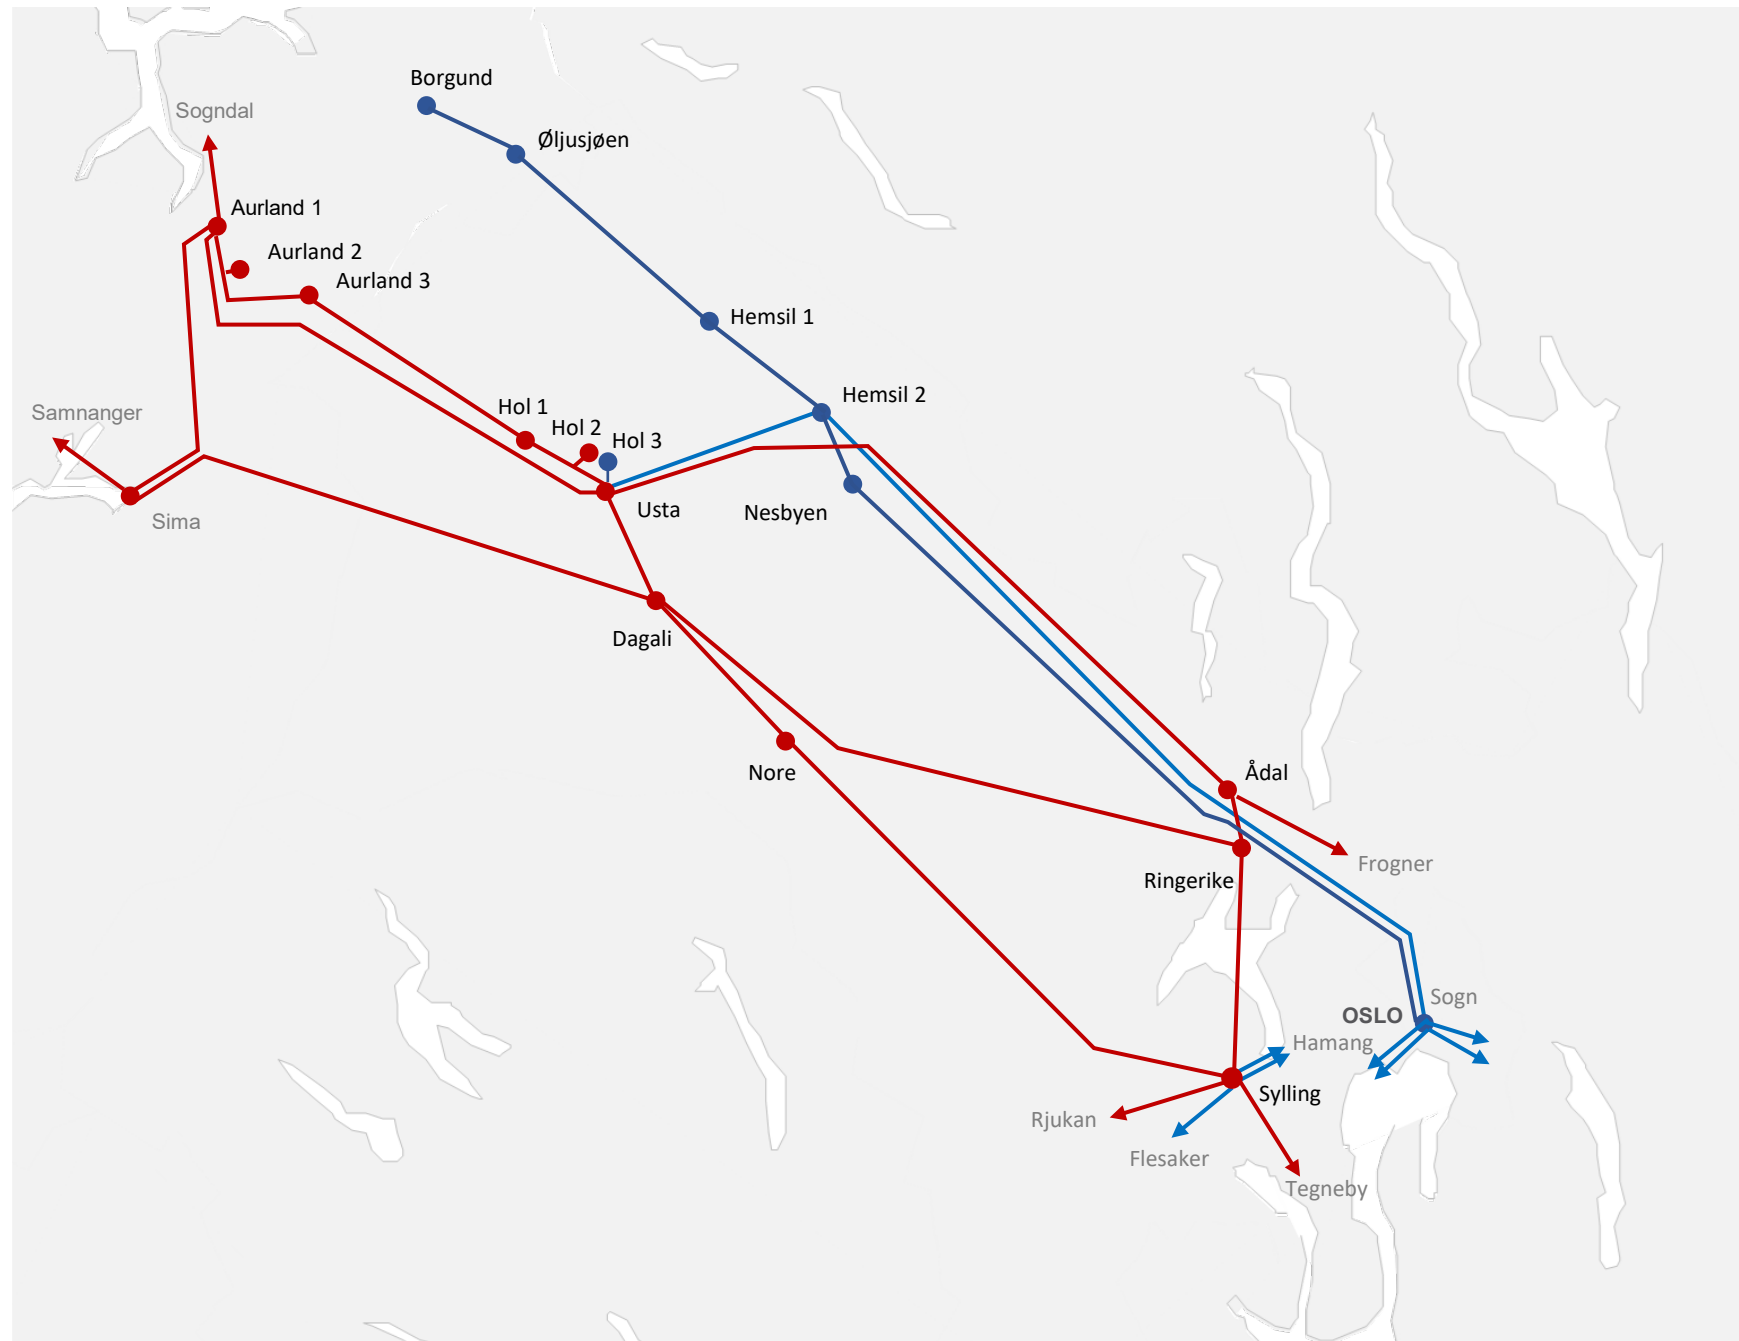 Borgund
Sogndal
Øljusjøen
Aurland 1
Aurland 2
Aurland 3
Hemsil 1
Hemsil 2
Samnanger
Hol 1
Hol 2
Hol 3
Sima
Usta
Nesbyen
Dagali
Nore
Ådal
Frogner
Ringerike
Sogn
OSLO
Hamang
Sylling
Rjukan
Flesaker
Tegneby